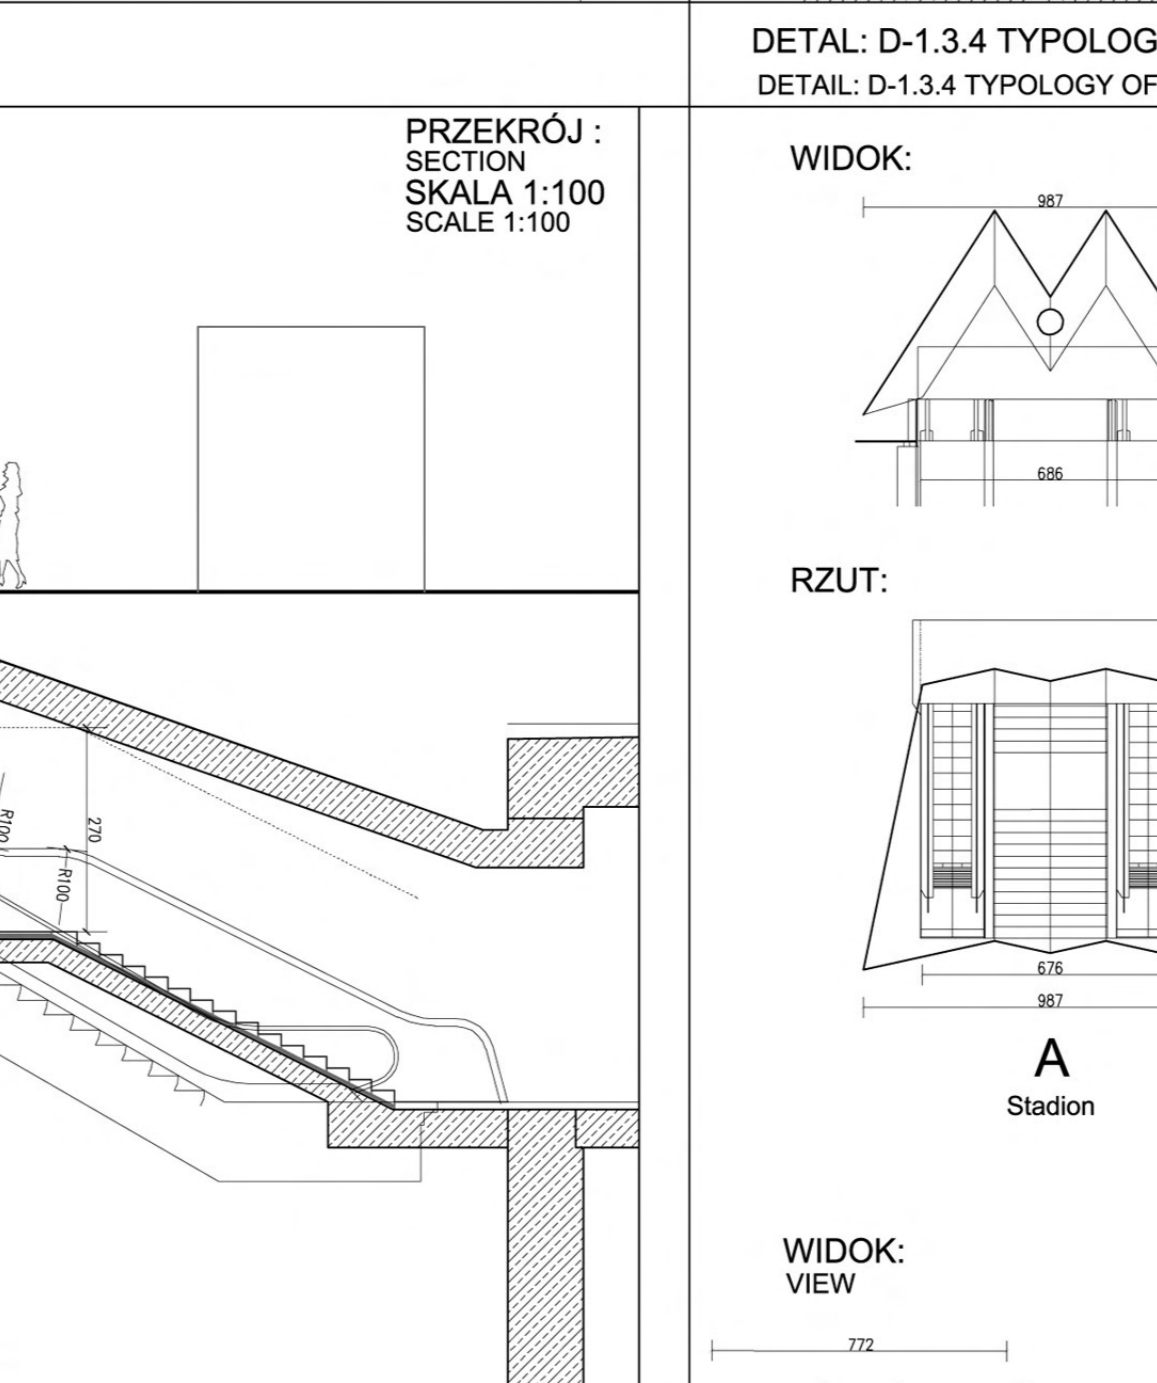 DETAL: D-1.3.4 TYPOLOG
DETAIL: D-1.3.4 TYPOLOGY OF
PRZEKRÓJ :
SECTION
SKALA 1:100
SCALE 1:100
R100
270
R100
WIDOK:
987
686
RZUT:
676
987
A
Stadion
WIDOK:
VIEW
772